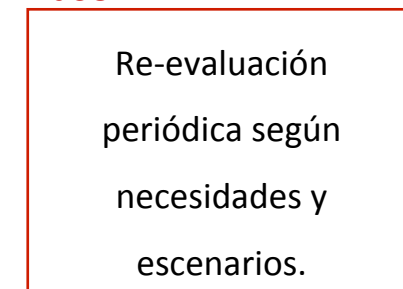 Re-evaluación
periódica según
necesidades y
escenarios.